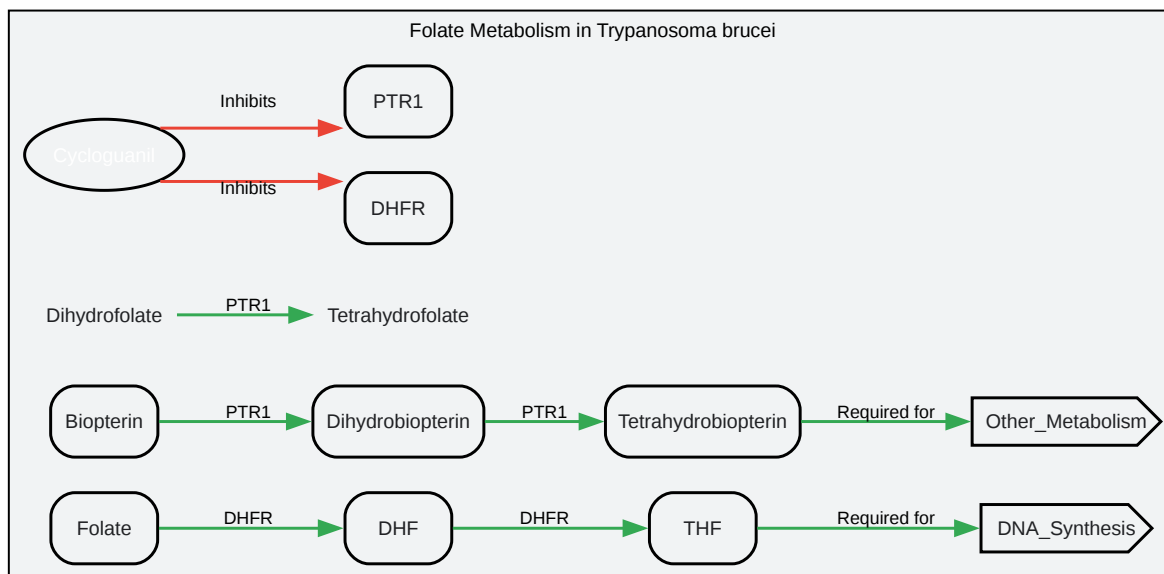 Folate Metabolism in Trypanosoma brucei
PTR1
Inhibits
Cycloguanil
Inhibits
DHFR
Dihydrofolate
PTR1
Tetrahydrofolate
Biopterin
PTR1
Dihydrobiopterin
PTR1
Tetrahydrobiopterin
Required for
Other_Metabolism
Folate
DHFR
DHF
DHFR
THF
Required for
DNA_Synthesis